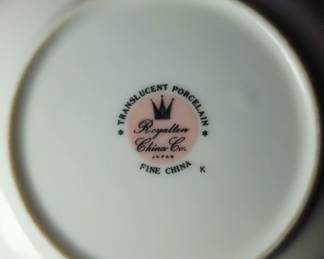 * TRANSLUCENT PORCELAIN *
Royalton
China Co.
JAPAN
FINE CHINA
K